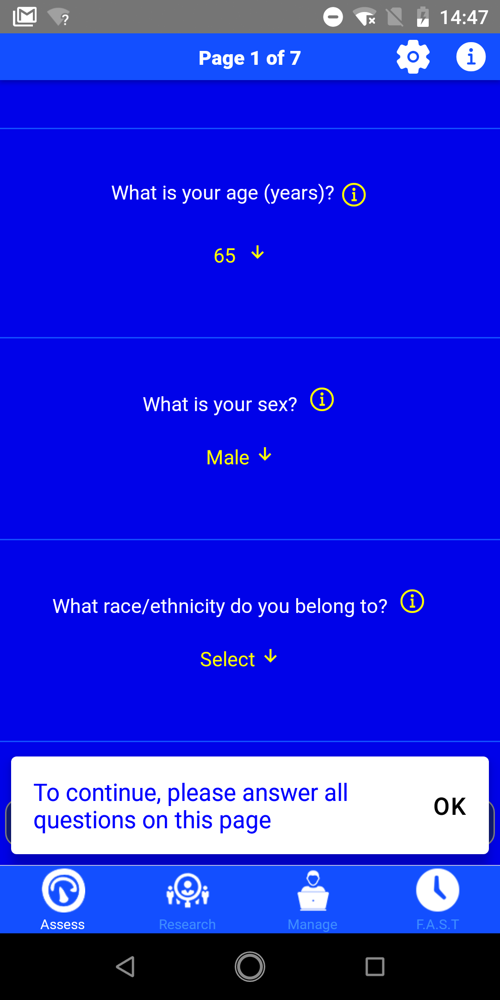 14:47
Page 1 of 7
What is your age (years)?
65
What is your sex?
Male
What race/ethnicity do you belong to?
Select
To continue, please answer all
questions on this page
OK
Assess
Research
Manage
F.A.S.T